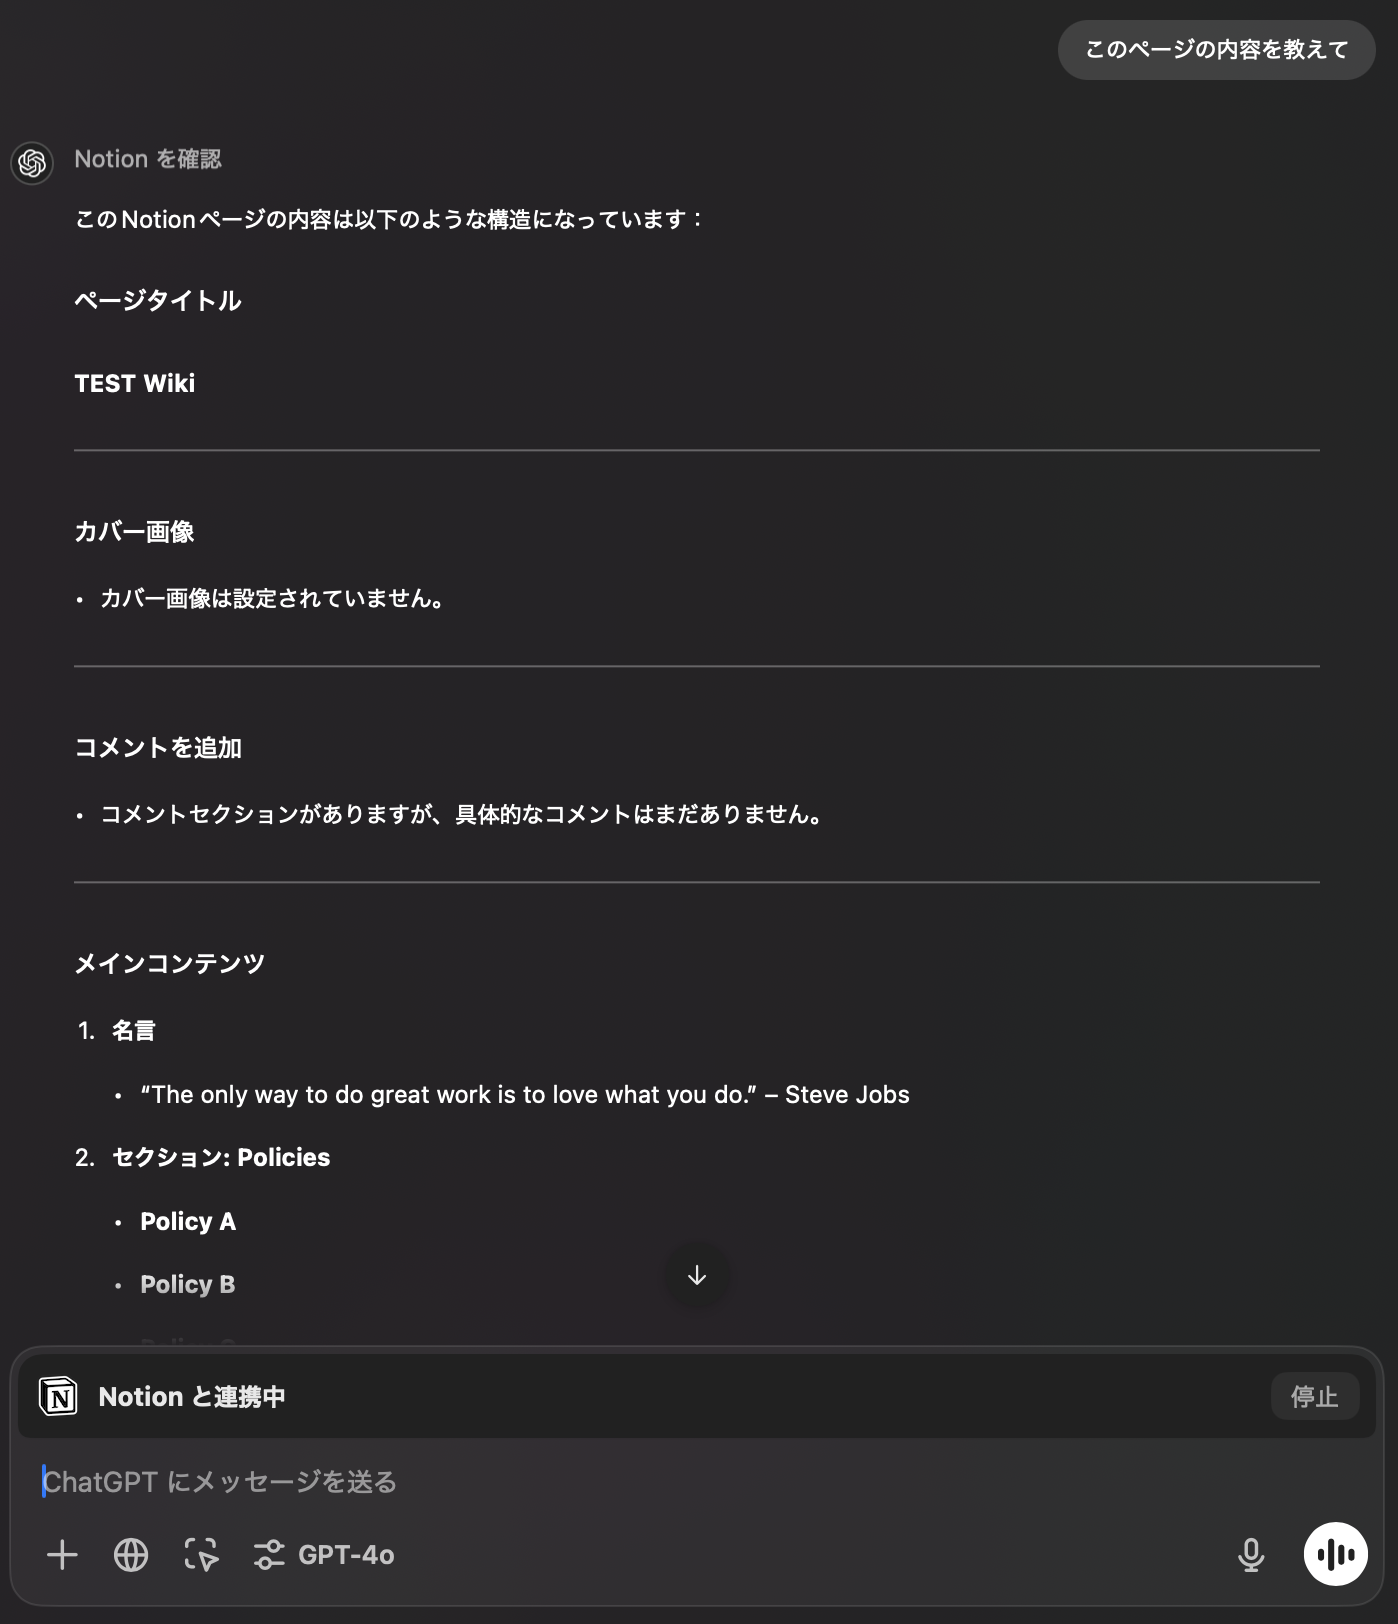 このページの内容を教えて
Notion を確認
このNotionページの内容は以下のような構造になっています：
ページタイトル
TEST Wiki
カバー画像
• カバー画像は設定されていません。
コメントを追加
• コメントセクションがありますが、具体的なコメントはまだありません。
メインコンテンツ
1. 名言
• “The only way to do great work is to love what you do.” – Steve Jobs
2. セクション: Policies
• Policy A
• Policy B
Notion と連携中
停止
ChatGPT にメッセージを送る
GPT-4o